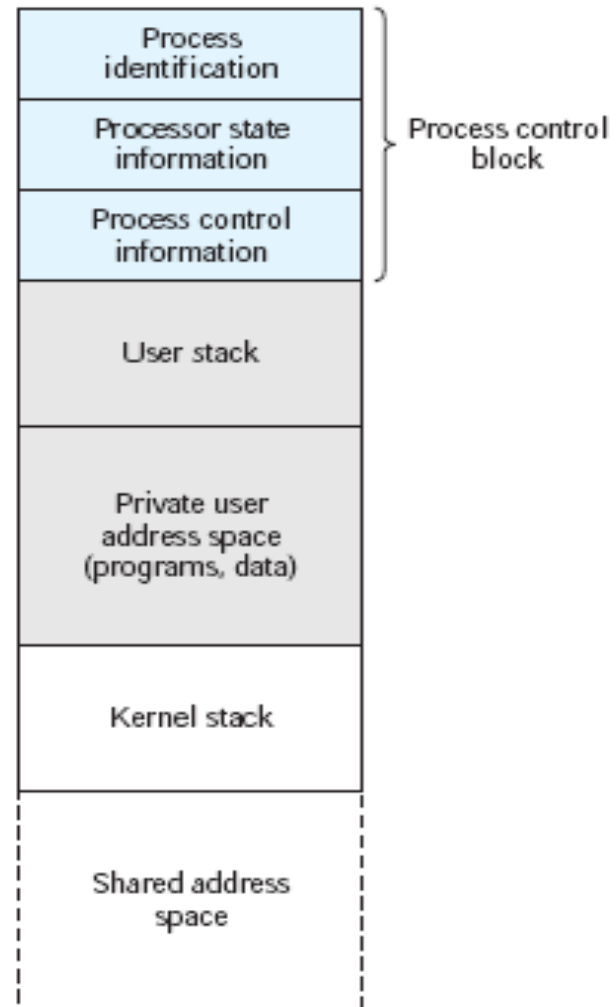 Process
identification
Processor state
information
Process control
information
Process control
block
User stack
Private user
address space
(programs, data)
Kernel stack
Shared address
space